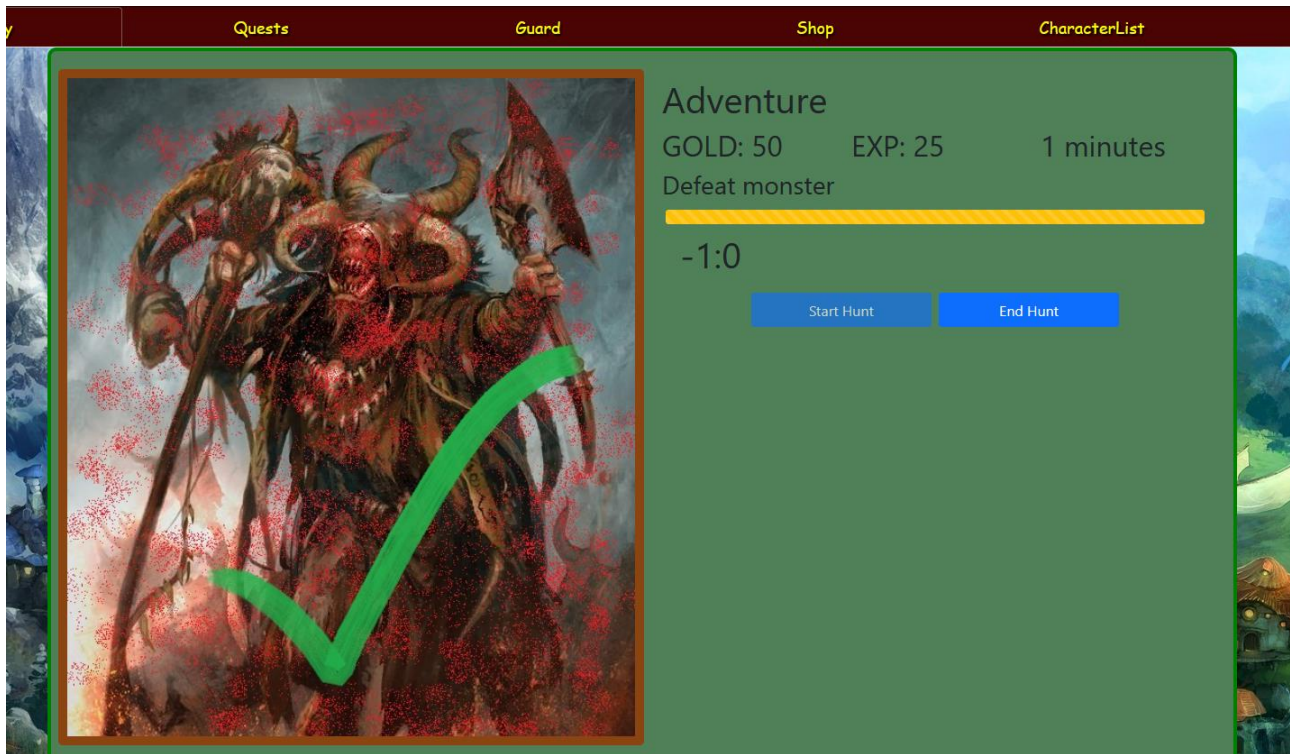 y Quests Guard Shop CharacterList
Adventure
GOLD: 50 EXP: 25 1 minutes
Defeat monster
-1:0
Start Hunt End Hunt